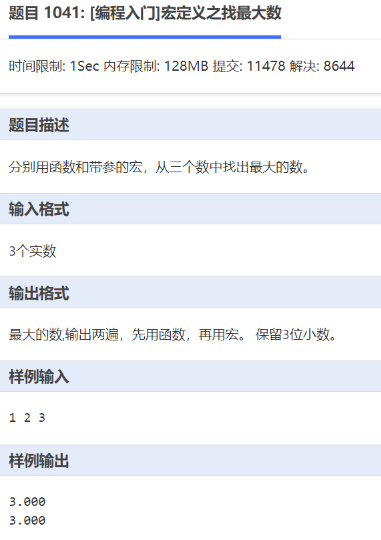 题目 1041: [编程入门]宏定义之找最大数
时间限制: 1Sec 内存限制: 128MB 提交: 11478 解决: 8644
题目描述
分别用函数和带参的宏，从三个数中找出最大的数。
输入格式
3个实数
输出格式
最大的数,输出两遍，先用函数，再用宏。 保留3位小数。
样例输入
1 2 3
样例输出
3.000
3.000